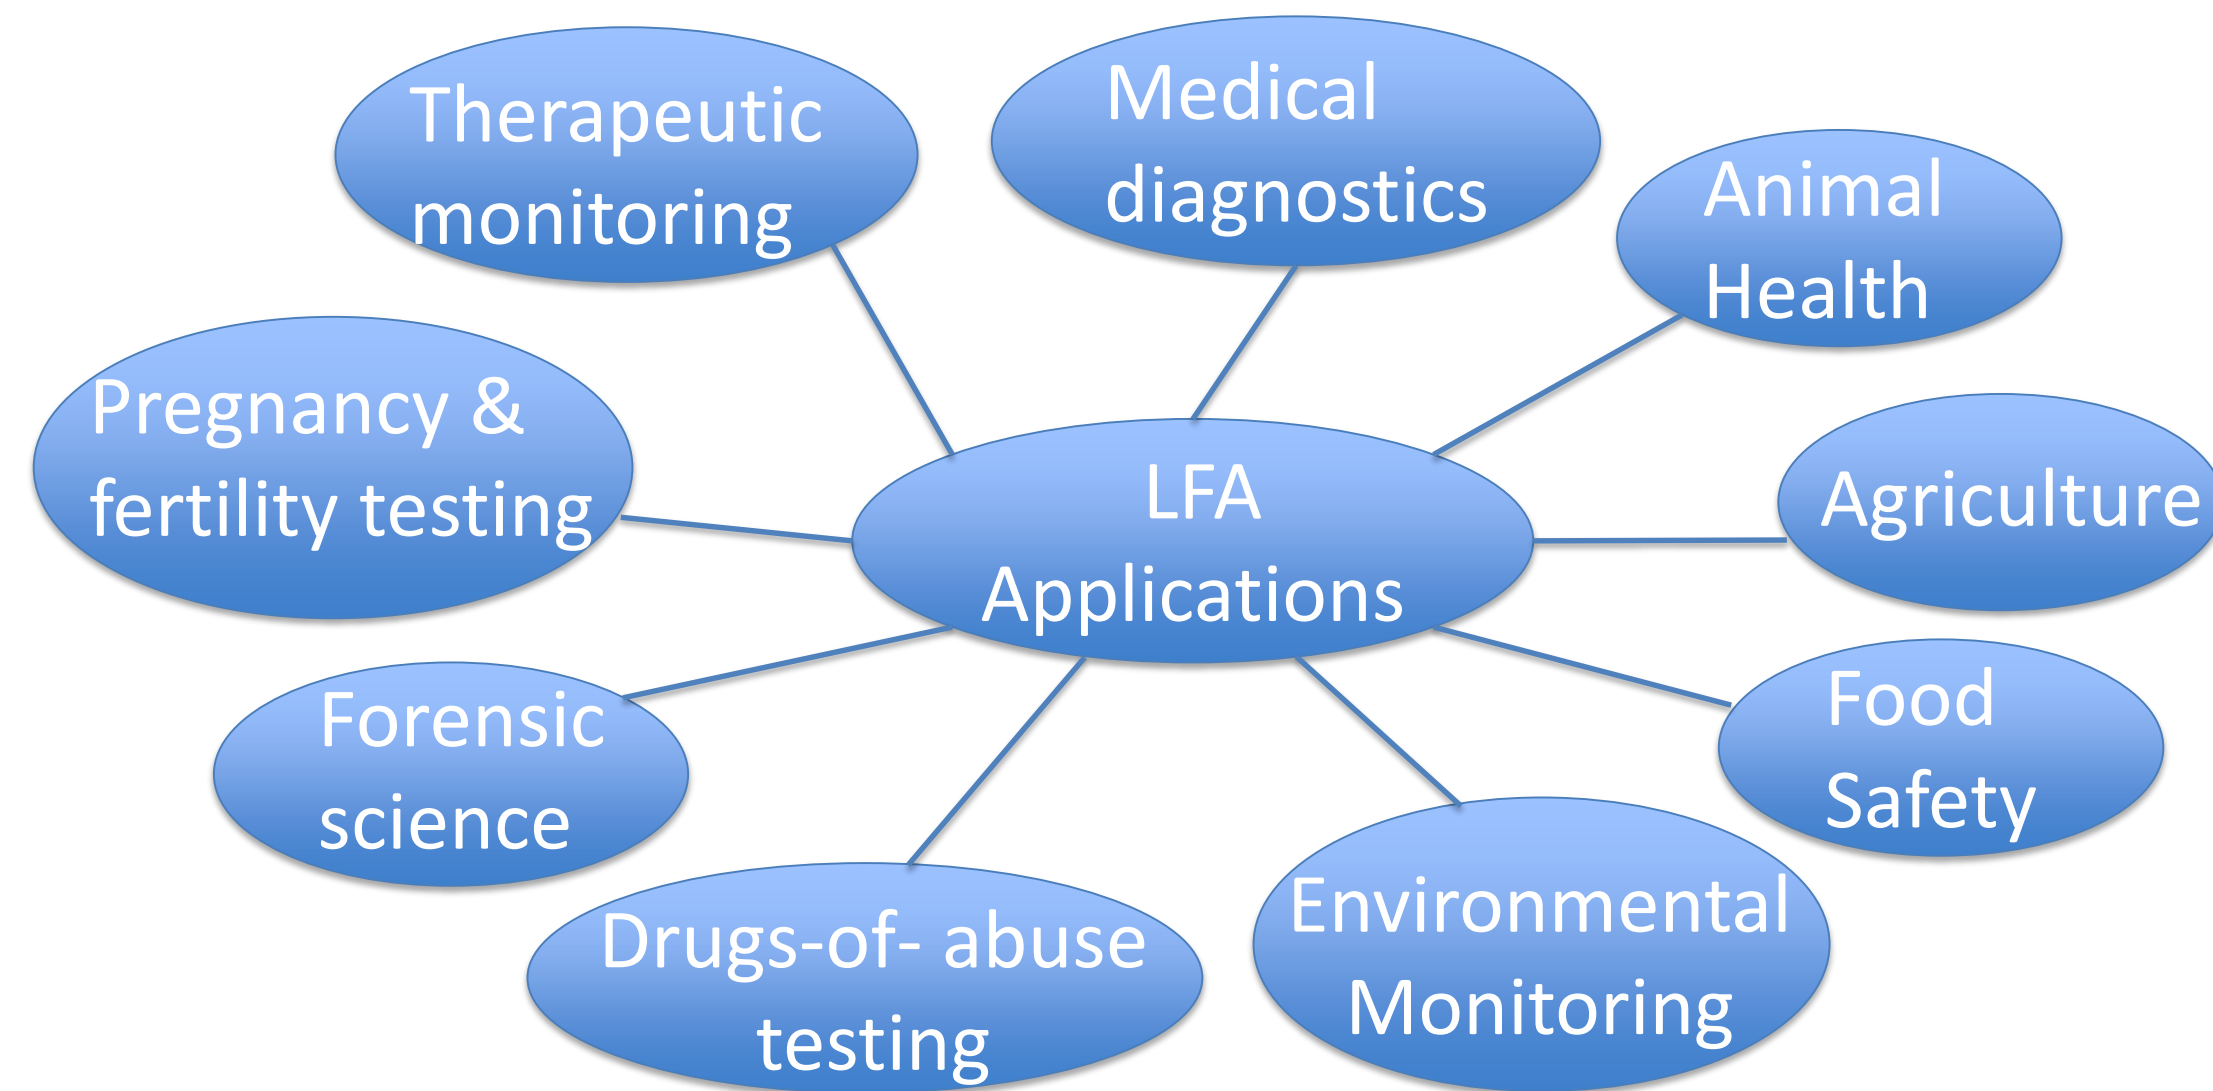 Therapeutic
monitoring
Medical
diagnostics
Animal
Health
Pregnancy &
fertility testing
LFA
Applications
Agriculture
Forensic
science
Food
Safety
Drugs-of- abuse
testing
Environmental
Monitoring